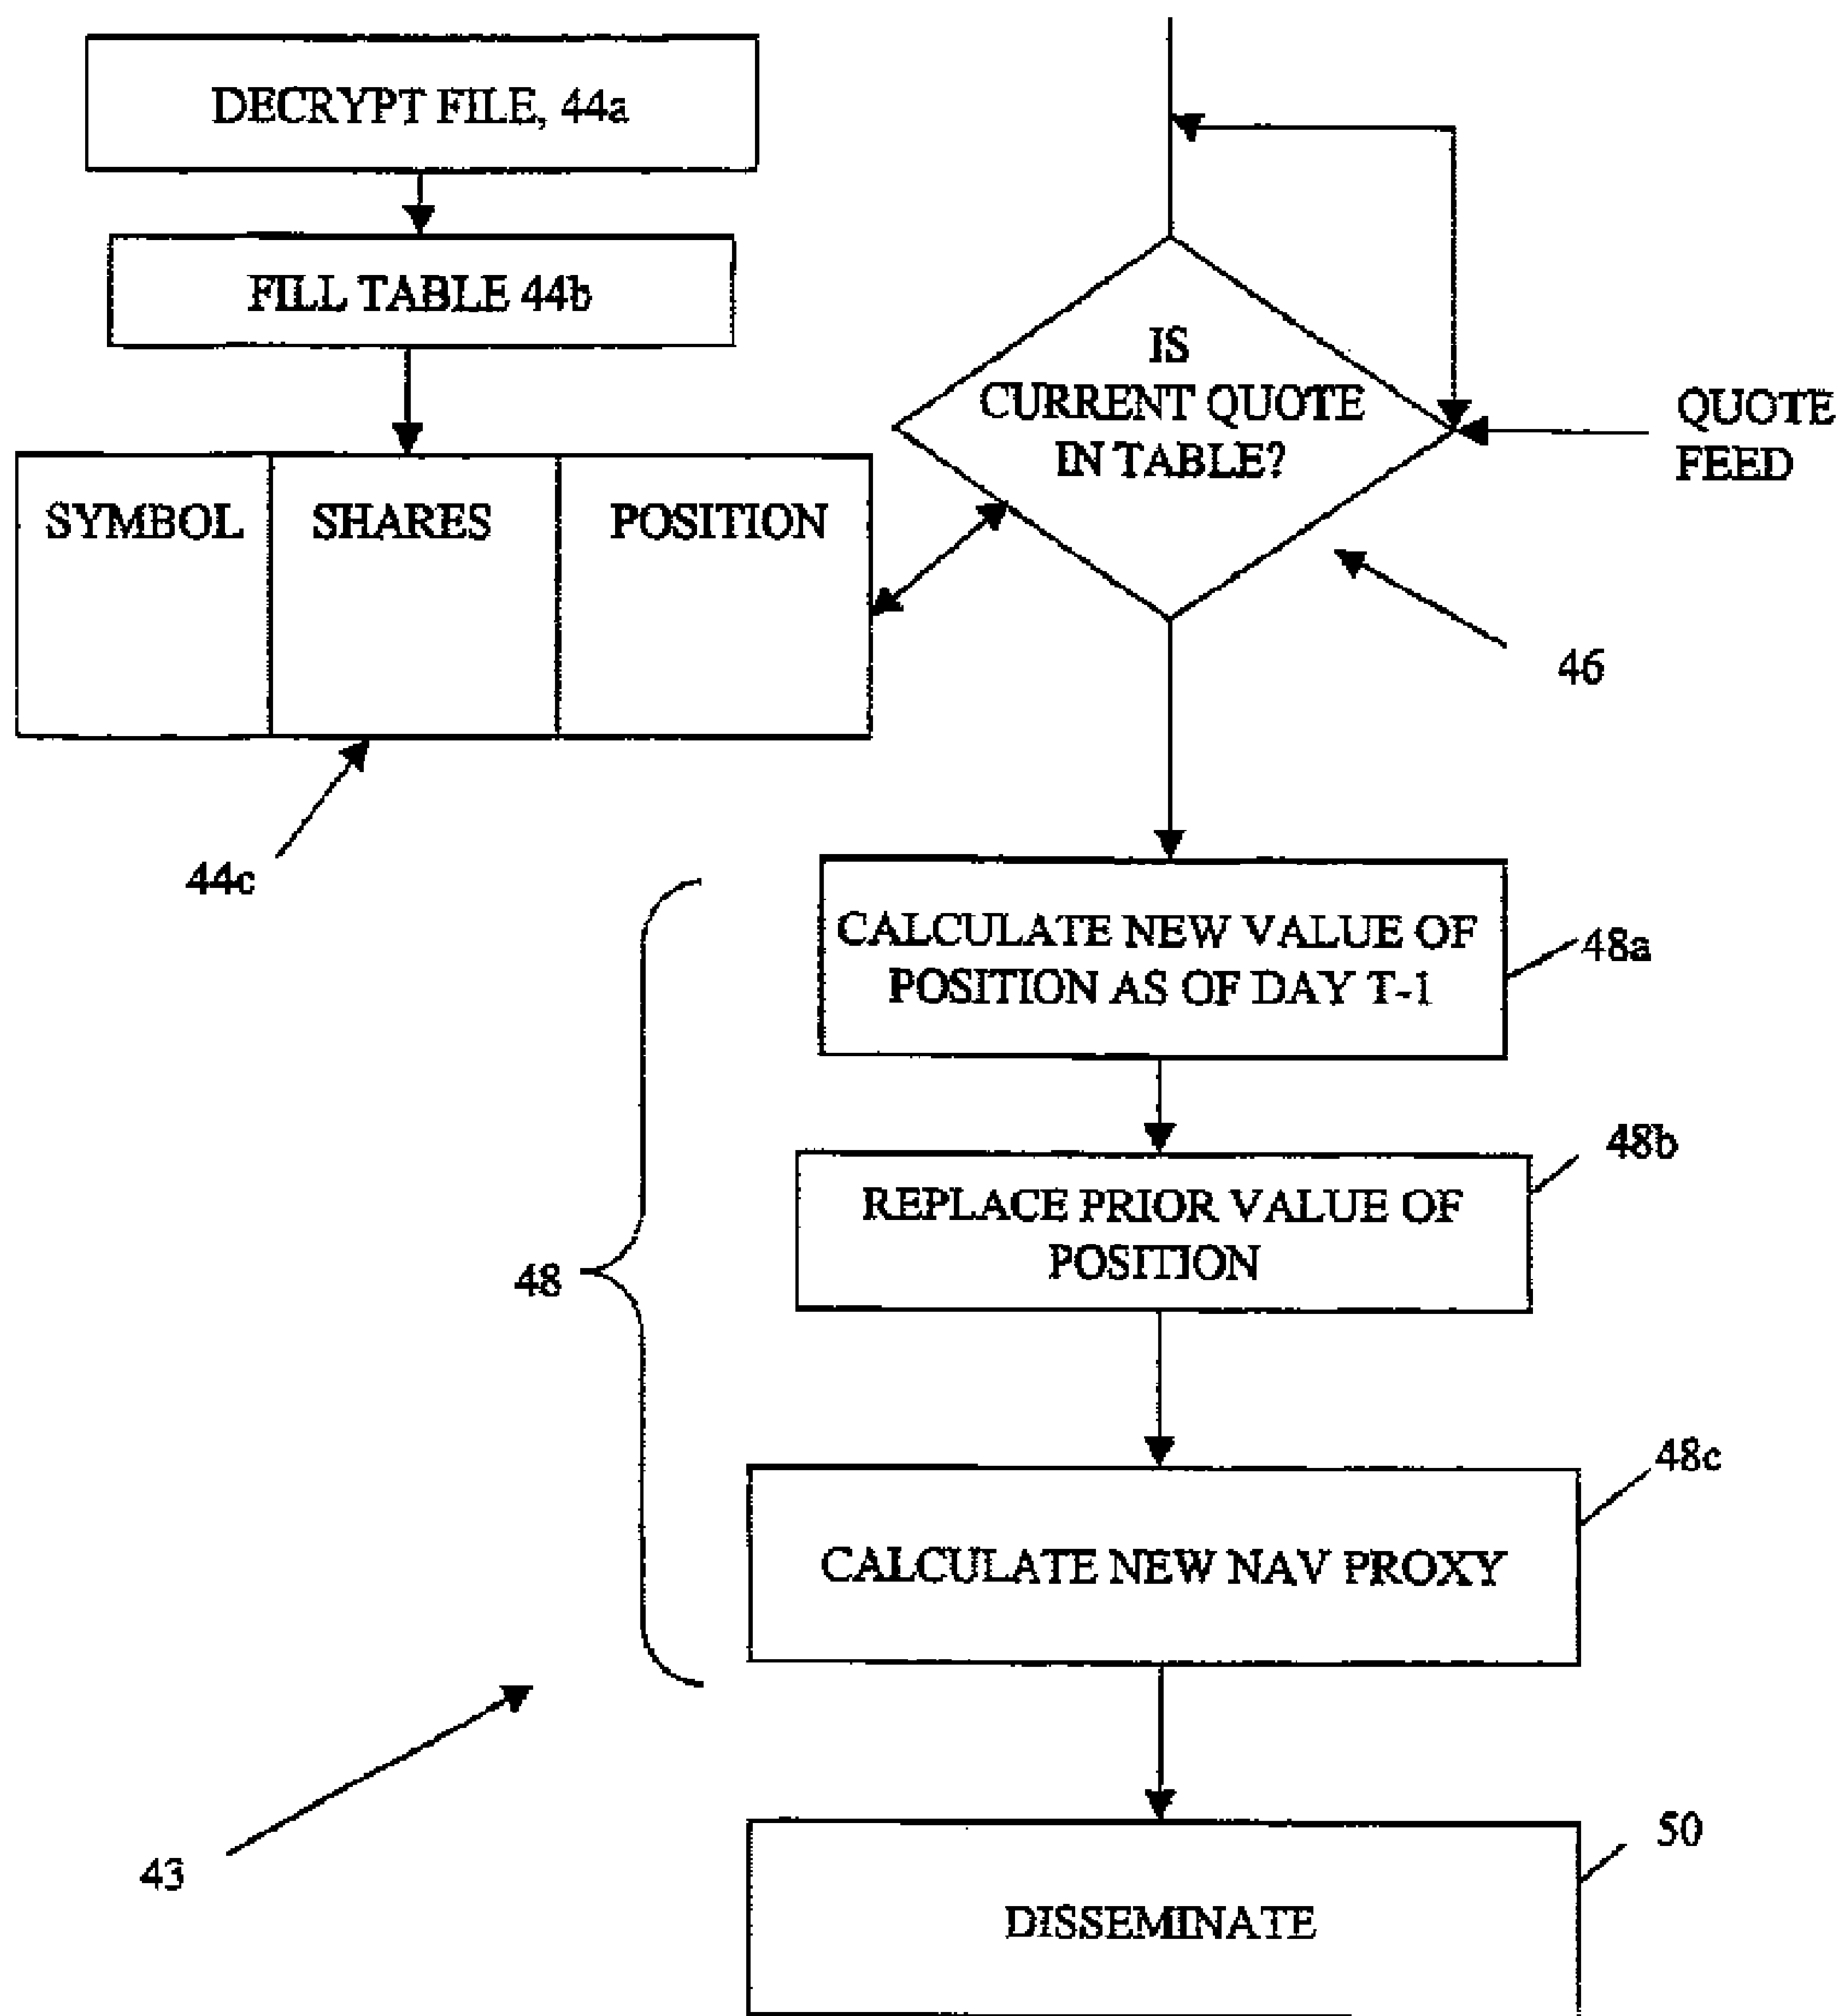 DECRYPT FILE, 44a
FILL TABLE 44b
SYMBOL
SHARES
POSITION
44c
IS
CURRENT QUOTE
IN TABLE?
QUOTE
FEED
46
CALCULATE NEW VALUE OF
POSITION AS OF DAY T-1
48a
REPLACE PRIOR VALUE OF
POSITION
48b
48
CALCULATE NEW NAV PROXY
48c
43
DISSEMINATE
50